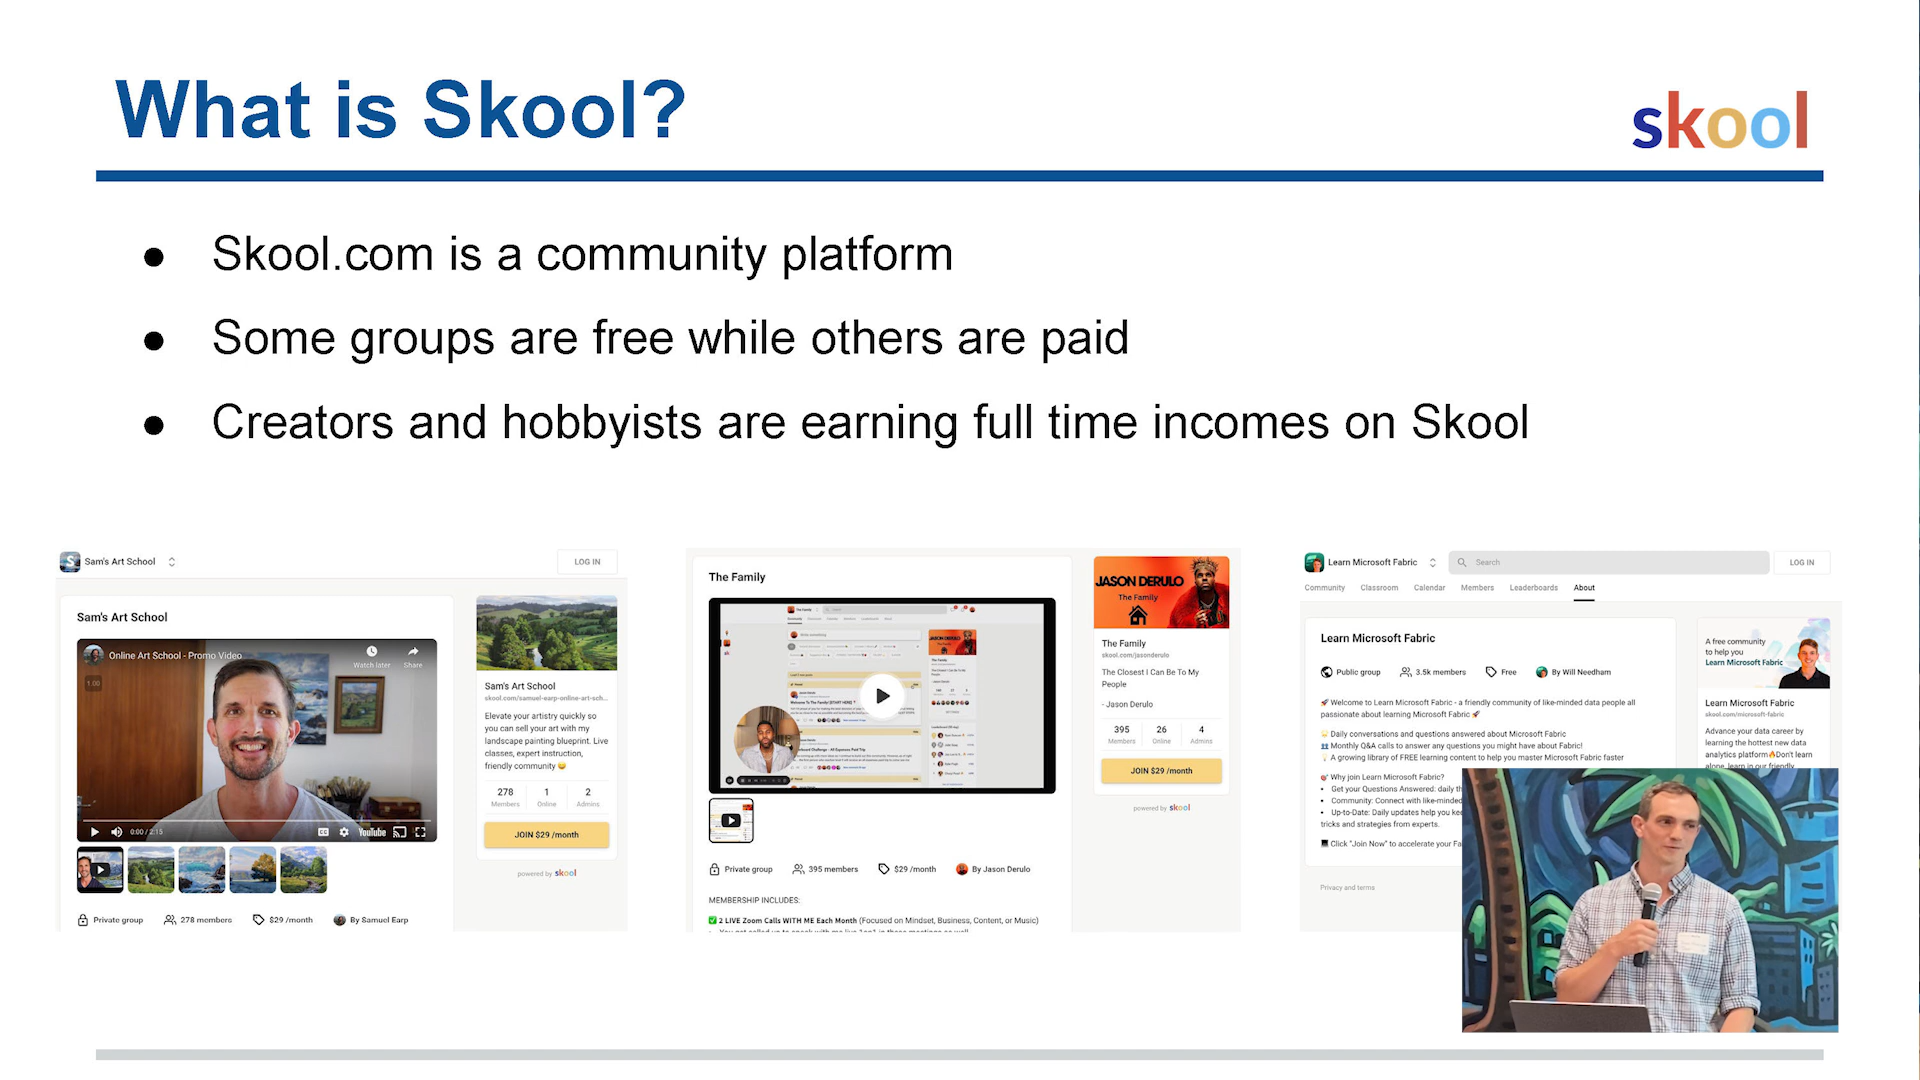 What is Skool?
skool
● Skool.com is a community platform
● Some groups are free while others are paid
● Creators and hobbyists are earning full time incomes on Skool
Sam's Art School
LOG IN
Sam's Art School
Online Art School - Promo Video
Watch later
Share
1.00
0:00 / 2:15
YouTube
Private group
278 members
$29 /month
By Samuel Earp
Sam's Art School
skool.com/samuel-earp-online-art-sch...
Elevate your artistry quickly so
you can sell your art with my
landscape painting blueprint. Live
classes, expert instruction,
friendly community 😄
278
1
2
Members
Online
Admins
JOIN $29 /month
powered by skool
The Family
Private group
395 members
$29 /month
By Jason Derulo
MEMBERSHIP INCLUDES:
✅ 2 LIVE Zoom Calls WITH ME Each Month (Focused on Mindset, Business, Content, or Music)
JASON DERULO
The Family
The Family
skool.com/jasonderulo
The Closest I Can Be To My
People
- Jason Derulo
395
26
4
Members
Online
Admins
JOIN $29 /month
powered by skool
Learn Microsoft Fabric
Search
LOG IN
Community
Classroom
Calendar
Members
Leaderboards
About
Learn Microsoft Fabric
Public group
3.5k members
Free
By Will Needham
🚀 Welcome to Learn Microsoft Fabric - a friendly community of like-minded data people all
passionate about learning Microsoft Fabric 🚀
Daily conversations and questions answered about Microsoft Fabric
👥 Monthly Q&A calls to answer any questions you might have about Fabric!
💡 A growing library of FREE learning content to help you master Microsoft Fabric faster
🎯 Why join Learn Microsoft Fabric?
• Get your Questions Answered: daily
• Community: Connect with like-minded
• Up-to-Date: Daily updates help you
tricks and strategies from experts.
Click "Join Now" to accelerate your
Privacy and terms
A free community
to help you
Learn Microsoft Fabric
Learn Microsoft Fabric
skool.com/microsoft-fabric
Advance your data career by
learning the hottest new data
analytics platform🔥Don't learn
alone, learn in our friendly